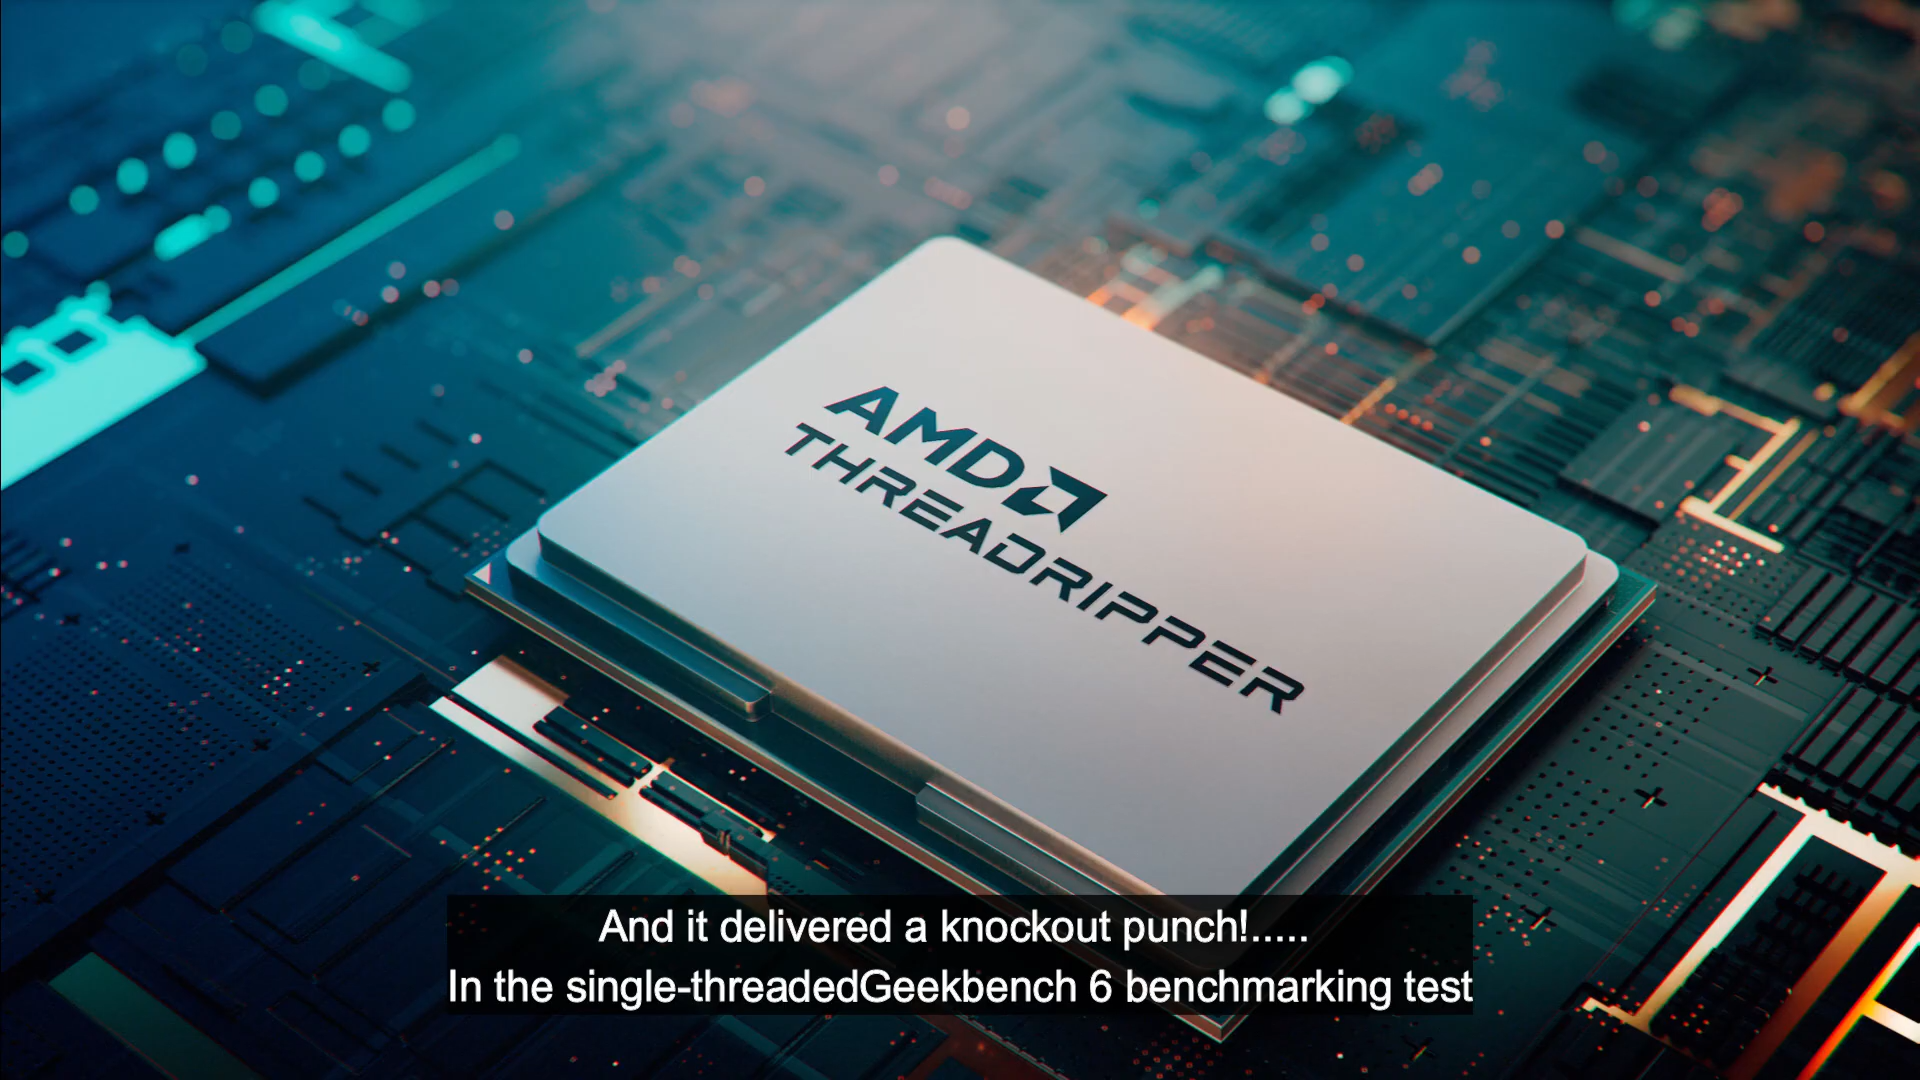 AMD
THREADRIPPER
And it delivered a knockout punch!.....
In the single-threadedGeekbench 6 benchmarking test